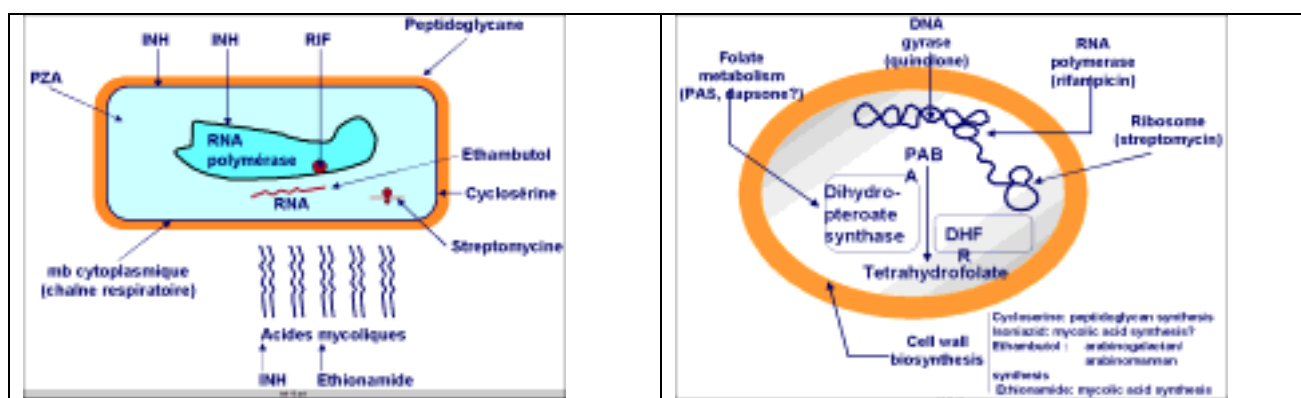 Peptidoglycane
INH
INH
RIF
PZA
RNA
polymérase
Ethambutol
RNA
Cyclosérine
Streptomycine
mb cytoplasmique
(chaîne respiratoire)
Acides mycoliques
INH
Ethionamide
DNA
gyrase
(quinolone)
RNA
polymerase
(rifampicin)
Folate
metabolism
(PAS, dapsone?)
Ribosome
(streptomycin)
PAB
A
Dihydro-
pteroate
synthase
DHF
R
Tetrahydrofolate
Cell wall
biosynthesis
Cycloserine: peptidoglycan synthesis
Isoniazid: mycolic acid synthesis?
Ethambutol : arabinogalactan/
arabinomannan
synthesis
Ethionamide: mycolic acid synthesis